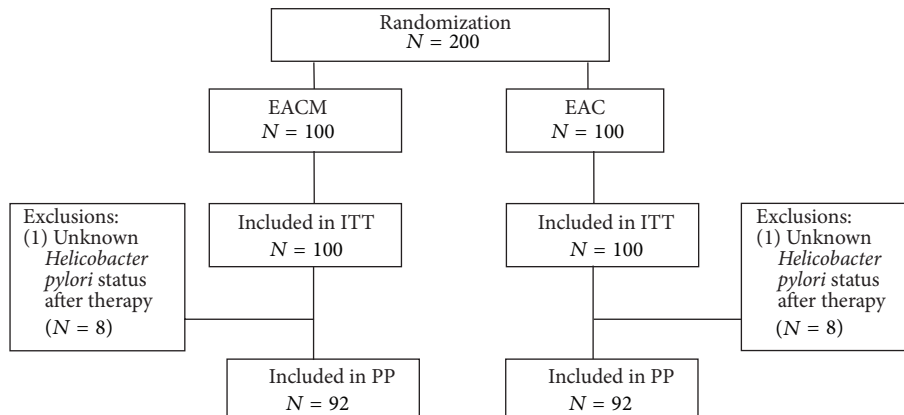 Randomization
N = 200
EACM
N = 100
EAC
N = 100
Exclusions:
(1) Unknown
Helicobacter
pylori status
after therapy
(N = 8)
Included in ITT
N = 100
Included in ITT
N = 100
Exclusions:
(1) Unknown
Helicobacter
pylori status
after therapy
(N = 8)
Included in PP
N = 92
Included in PP
N = 92